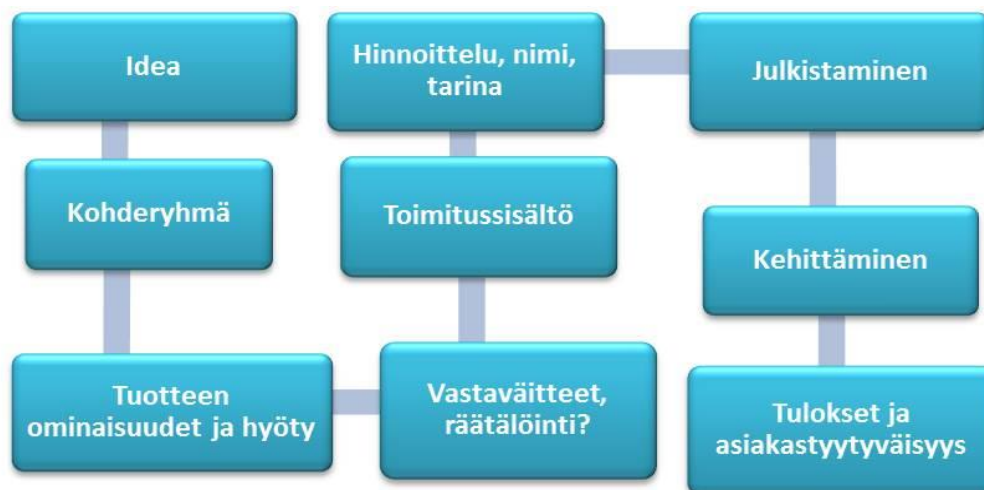 Idea
Kohderyhmä
Tuotteen
ominaisuudet ja hyöty
Vastaväitteet,
räätälöinti?
Toimitussisältö
Hinnoittelu, nimi,
tarina
Julkistaminen
Kehittäminen
Tulokset ja
asiakastyytyväisyys